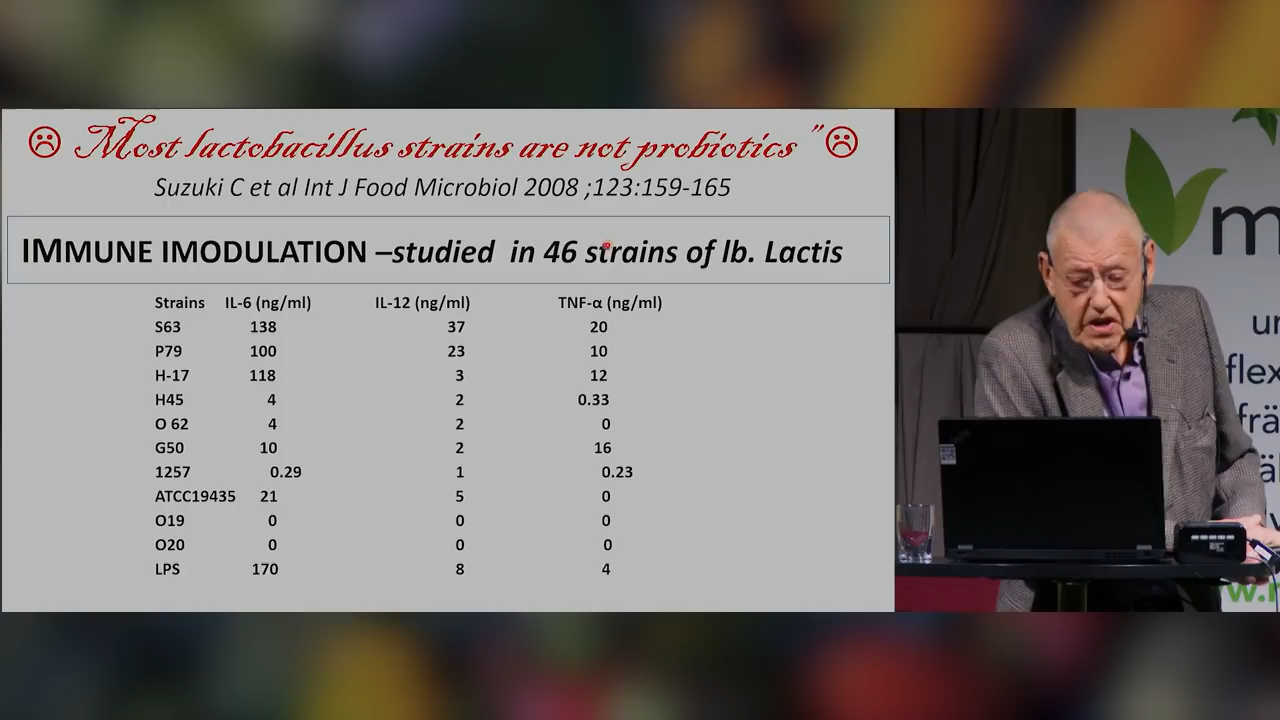 ☹ Most lactobacillus strains are not probiotics "☹
Suzuki C et al Int J Food Microbiol 2008 ;123:159-165
IMMUNE IMODULATION –studied in 46 strains of lb. Lactis
Strains IL-6 (ng/ml) IL-12 (ng/ml) TNF-α (ng/ml)
S63 138 37 20
P79 100 23 10
H-17 118 3 12
H45 4 2 0.33
O 62 4 2 0
G50 10 2 16
1257 0.29 1 0.23
ATCC19435 21 5 0
O19 0 0 0
O20 0 0 0
LPS 170 8 4